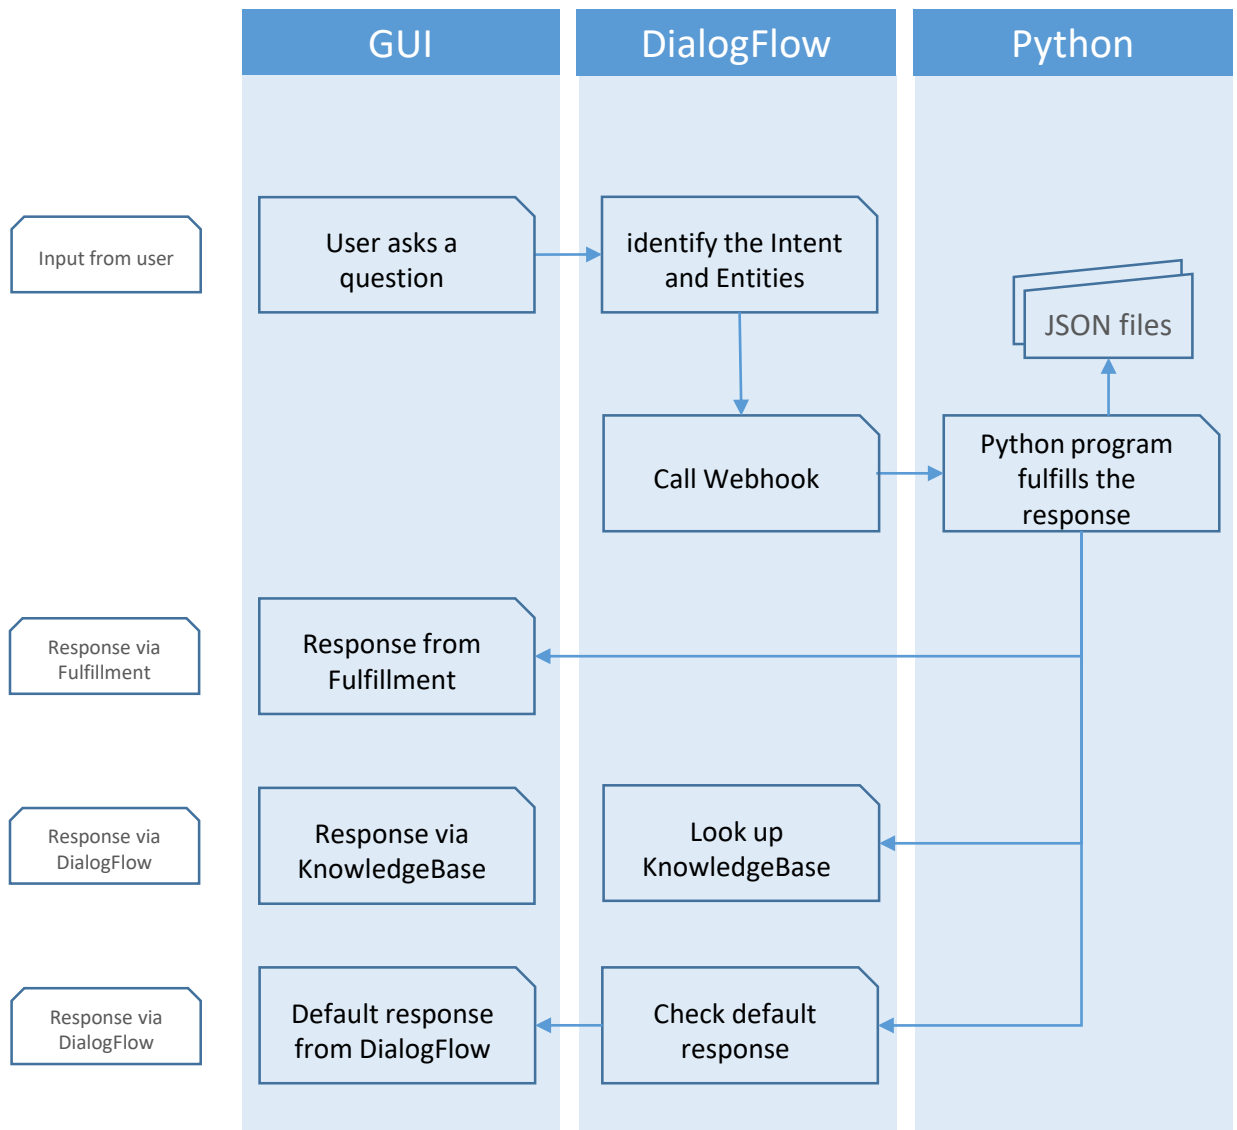 GUI
DialogFlow
Python
Input from user
User asks a
question
identify the Intent
and Entities
JSON files
Call Webhook
Python program
fulfills the
response
Response via
Fulfillment
Response from
Fulfillment
Response via
DialogFlow
Response via
KnowledgeBase
Look up
KnowledgeBase
Response via
DialogFlow
Default response
from DialogFlow
Check default
response